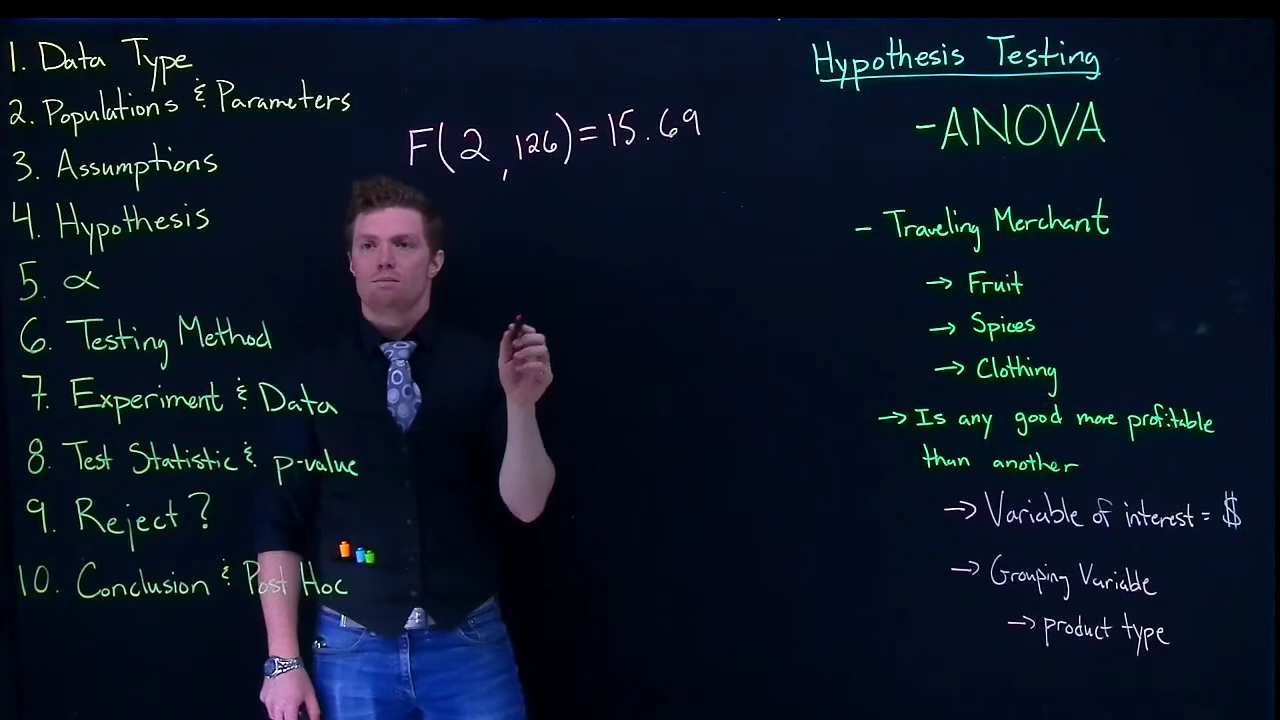 1. Data Type
2. Populations & Parameters
3. Assumptions
4. Hypothesis
5. α
6. Testing Method
7. Experiment & Data
8. Test Statistic & p-value
9. Reject?
10. Conclusion & Post Hoc
F(2,126)=15.69
Hypothesis Testing
-ANOVA
- Traveling Merchant
→ Fruit
→ Spices
→ Clothing
→ Is any good more profitable
than another
→ Variable of interest = $
→ Grouping Variable
→ product type